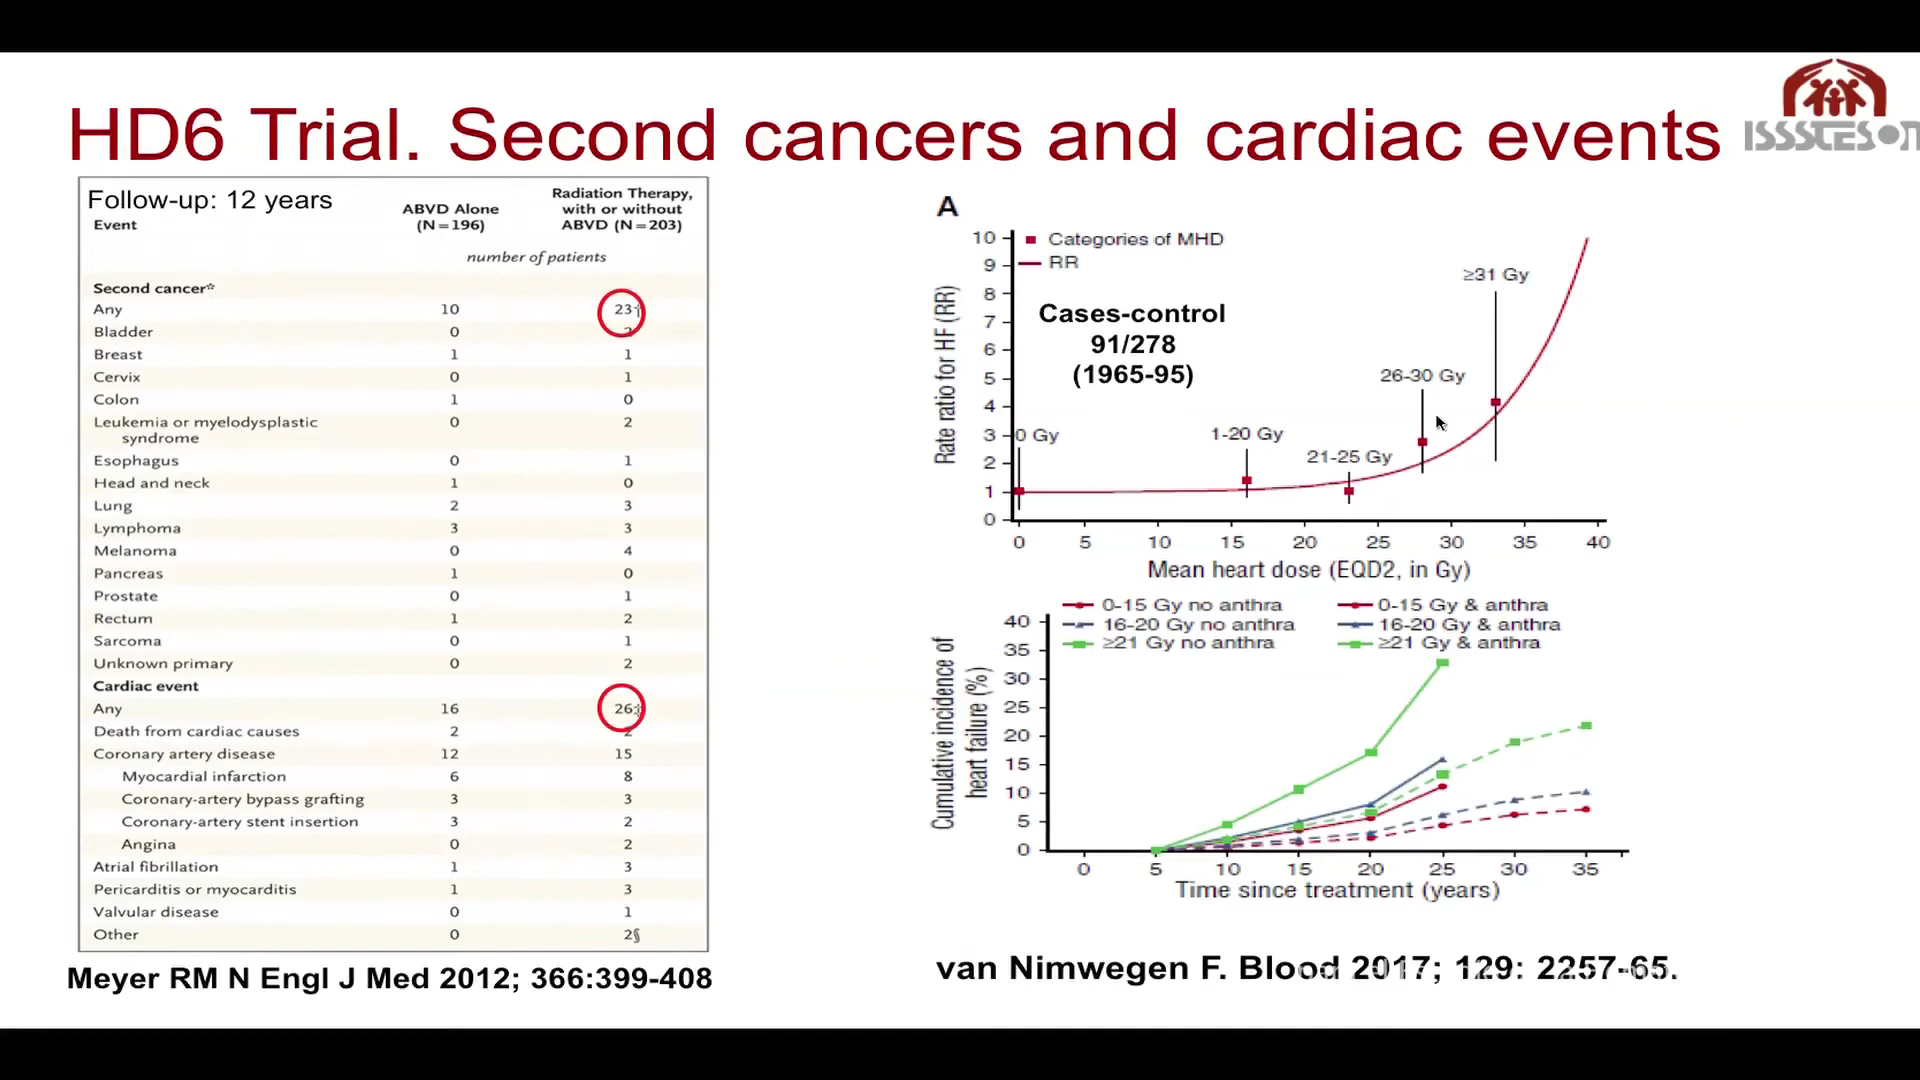 HD6 Trial. Second cancers and cardiac events
ISSSTESON
Follow-up: 12 years
Event
ABVD Alone
(N=196)
Radiation Therapy,
with or without
ABVD (N=203)
number of patients
Second cancer*
Any 10 23†
Bladder 0 2
Breast 1 1
Cervix 0 1
Colon 1 0
Leukemia or myelodysplastic
syndrome 0 2
Esophagus 0 1
Head and neck 1 0
Lung 2 3
Lymphoma 3 3
Melanoma 0 4
Pancreas 1 0
Prostate 0 1
Rectum 1 2
Sarcoma 0 1
Unknown primary 0 2
Cardiac event
Any 16 26‡
Death from cardiac causes 2 2
Coronary artery disease 12 15
Myocardial infarction 6 8
Coronary-artery bypass grafting 3 3
Coronary-artery stent insertion 3 2
Angina 0 2
Atrial fibrillation 1 3
Pericarditis or myocarditis 1 3
Valvular disease 0 1
Other 0 2§
Meyer RM N Engl J Med 2012; 366:399-408
A
Categories of MHD
RR
Cases-control
91/278
(1965-95)
Rate ratio for HF (RR)
10
9
8
7
6
5
4
3
2
1
0
0 Gy
1-20 Gy
21-25 Gy
26-30 Gy
≥31 Gy
0 5 10 15 20 25 30 35 40
Mean heart dose (EQD2, in Gy)
0-15 Gy no anthra
16-20 Gy no anthra
≥21 Gy no anthra
0-15 Gy & anthra
16-20 Gy & anthra
≥21 Gy & anthra
Cumulative incidence of
heart failure (%)
40
35
30
25
20
15
10
5
0
0 5 10 15 20 25 30 35
Time since treatment (years)
van Nimwegen F. Blood 2017; 129: 2257-65.